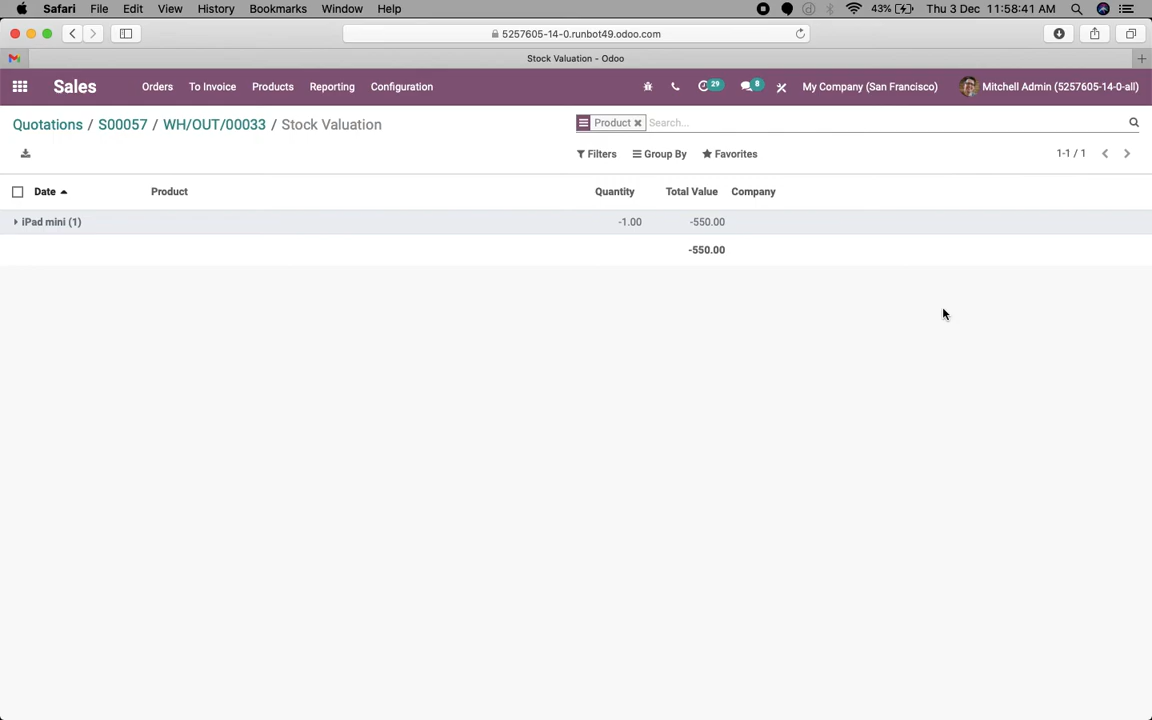 Safari File Edit View History Bookmarks Window Help 43% Thu 3 Dec 11:58:41 AM
5257605-14-0.runbot49.odoo.com
Stock Valuation - Odoo
Sales Orders To Invoice Products Reporting Configuration 29 8 My Company (San Francisco) Mitchell Admin (5257605-14-0-all)
Quotations / S00057 / WH/OUT/00033 / Stock Valuation Product Search...
Filters Group By Favorites 1-1 / 1
Date Product Quantity Total Value Company
iPad mini (1) -1.00 -550.00
-550.00